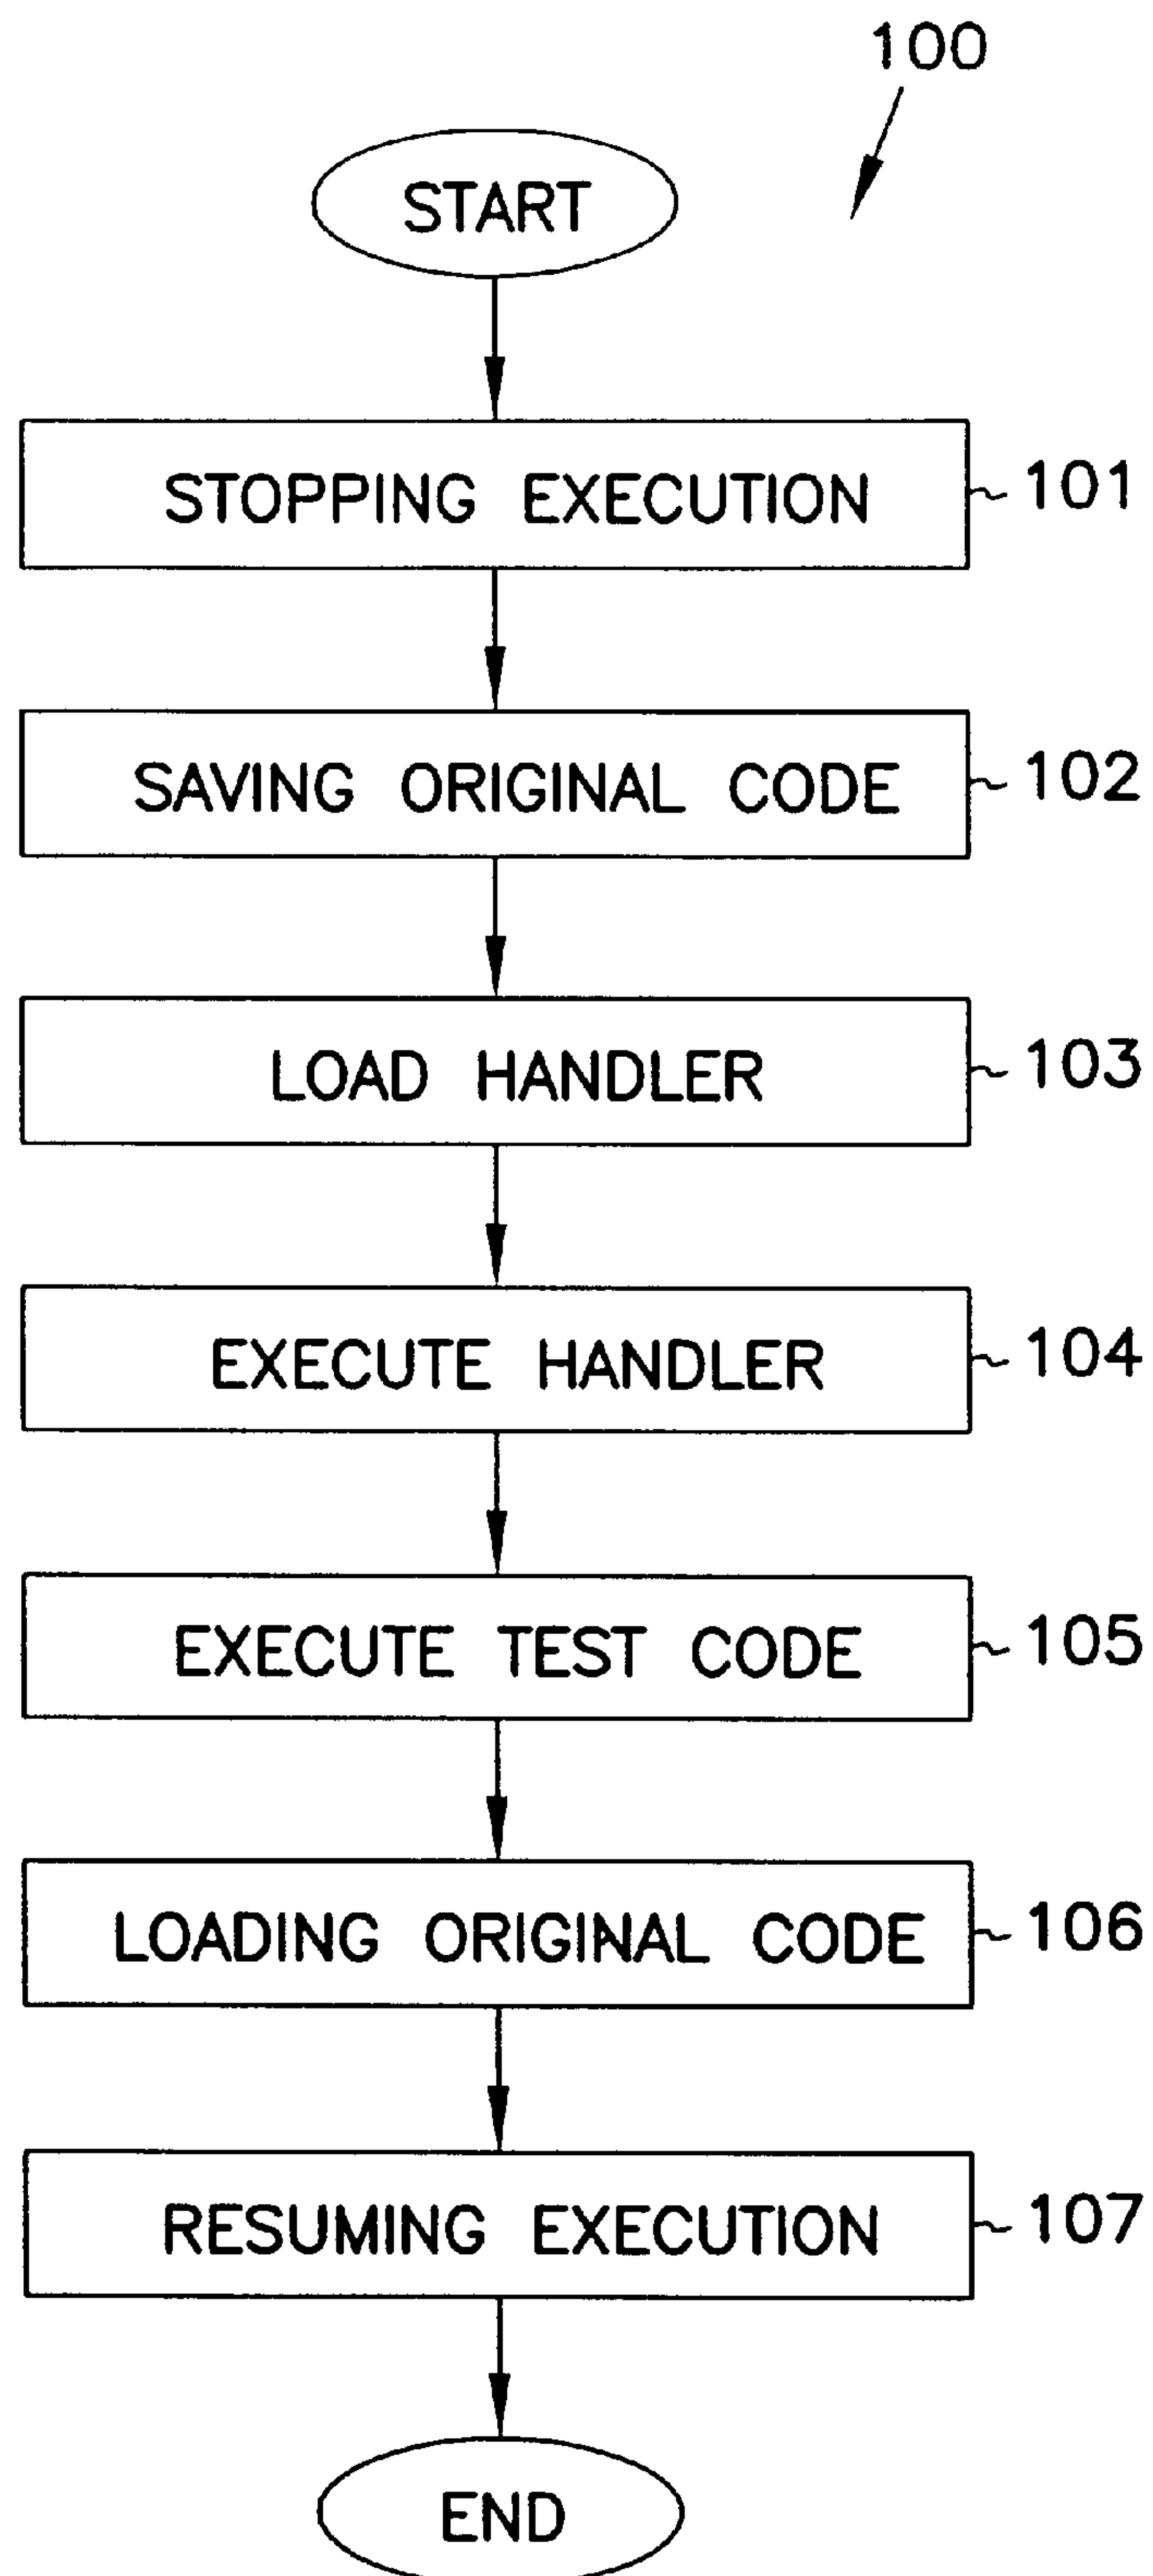 100
START
STOPPING EXECUTION 101
SAVING ORIGINAL CODE 102
LOAD HANDLER 103
EXECUTE HANDLER 104
EXECUTE TEST CODE 105
LOADING ORIGINAL CODE 106
RESUMING EXECUTION 107
END